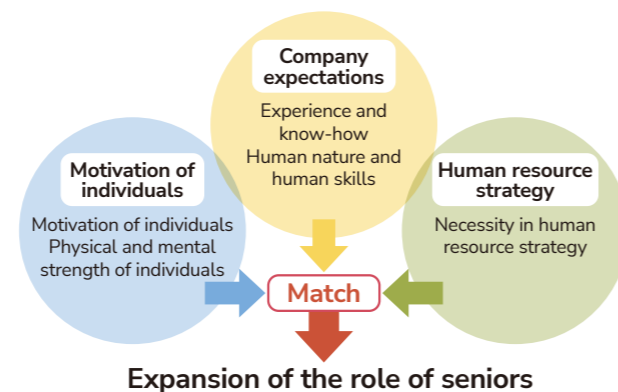 Company
expectations
Experience and
know-how
Human nature and
human skills
Motivation of
individuals
Motivation of individuals
Physical and mental
strength of individuals
Human resource
strategy
Necessity in human
resource strategy
Match
Expansion of the role of seniors